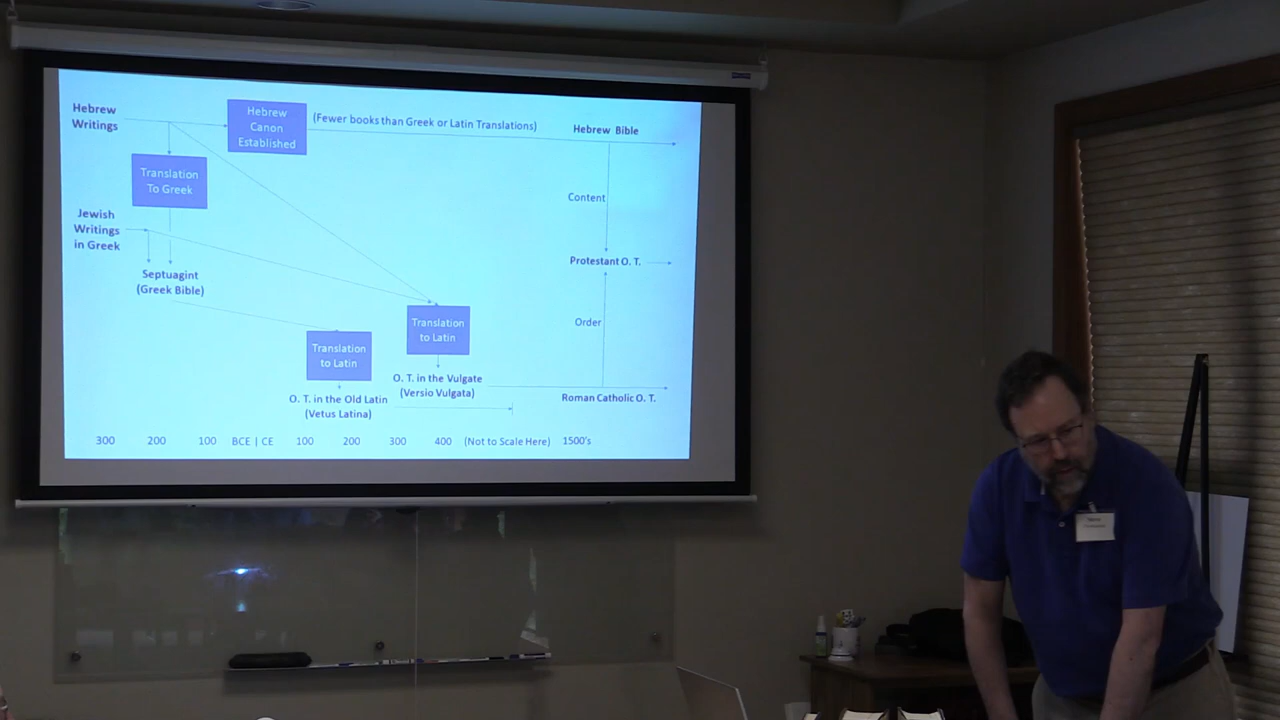 Hebrew
Writings
Hebrew
Canon
Established
(Fewer books than Greek or Latin Translations)
Hebrew Bible
Translation
To Greek
Content
Jewish
Writings
in Greek
Protestant O. T.
Septuagint
(Greek Bible)
Translation
to Latin
Order
Translation
to Latin
O. T. in the Vulgate
(Versio Vulgata)
O. T. in the Old Latin
(Vetus Latina)
Roman Catholic O. T.
300 200 100 BCE | CE 100 200 300 400 (Not to Scale Here) 1500's